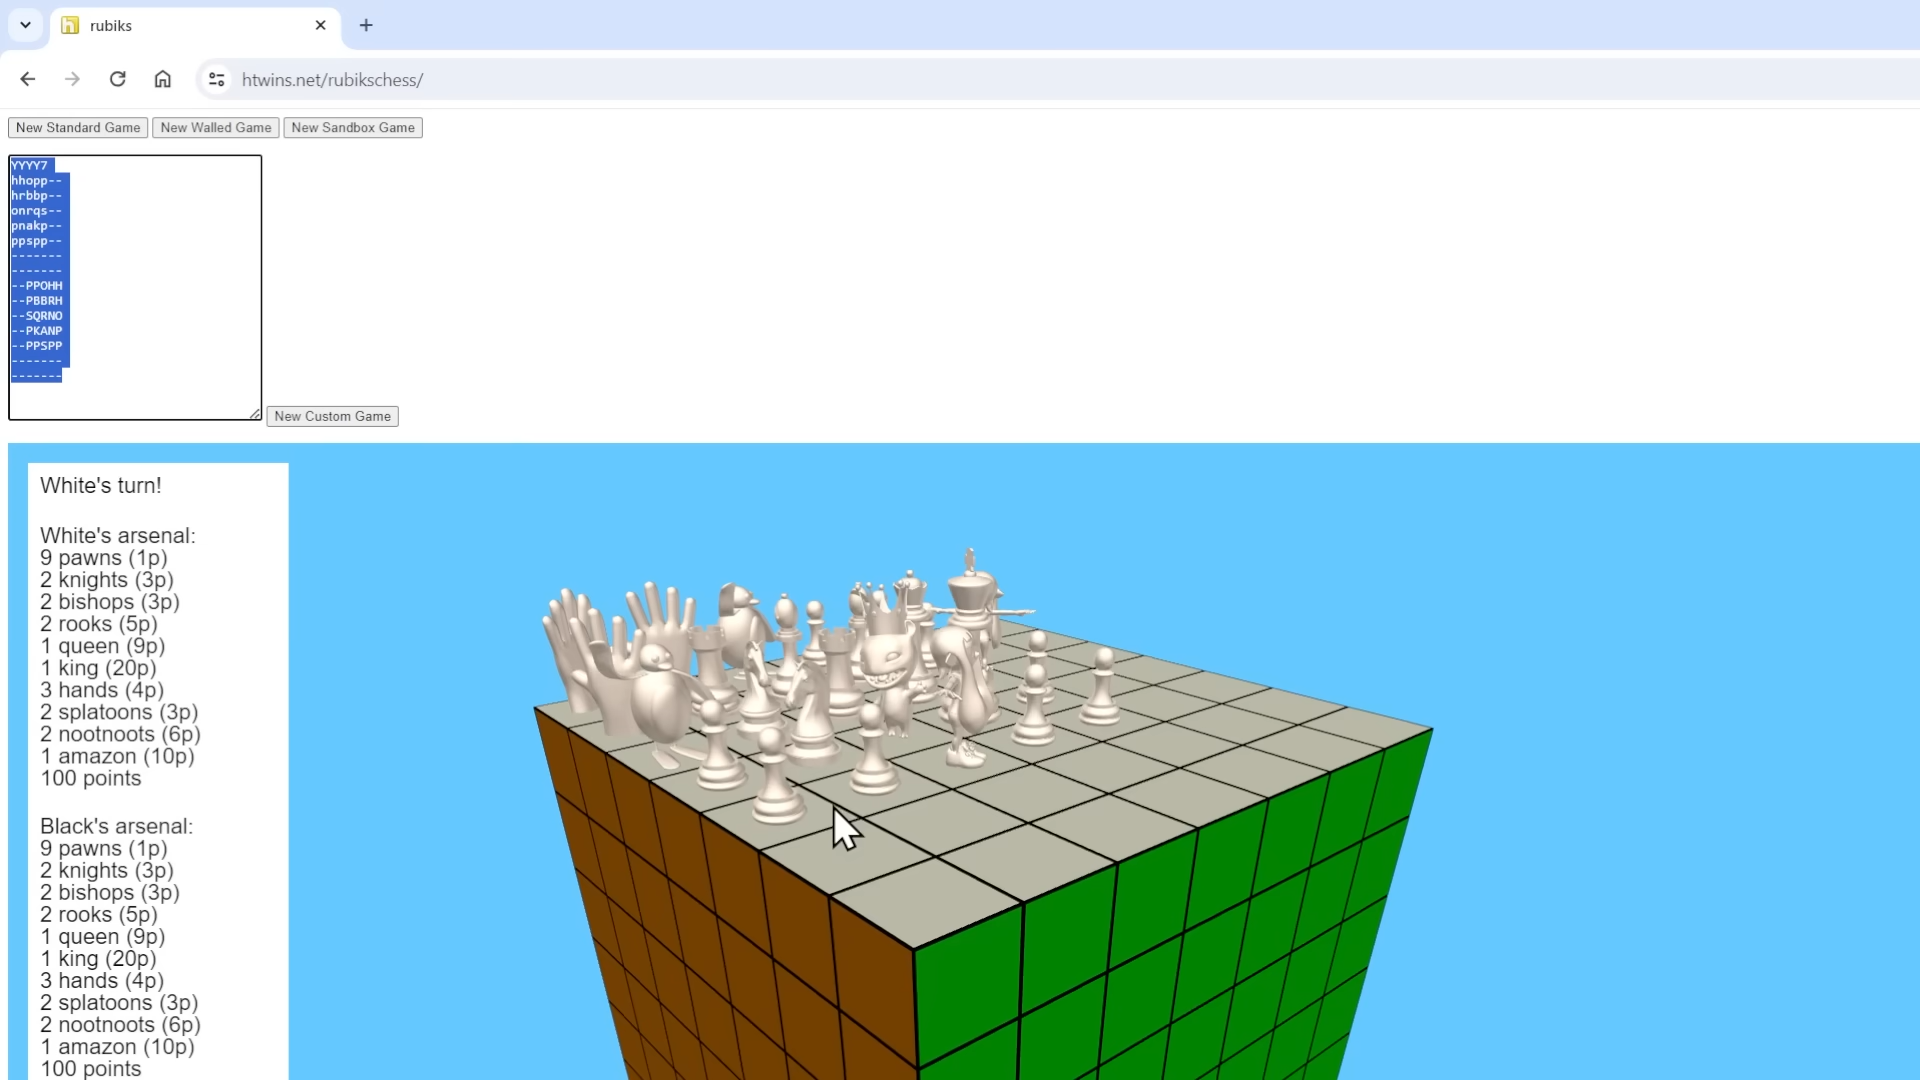 rubiks
htwins.net/rubikschess/
New Standard Game New Walled Game New Sandbox Game
YYYY7
hhopp--
hrbbp--
onrqs--
pnakp--
ppspp--
-------
-------
--PPOHH
--PBBRH
--SQRNO
--PKANP
--PPSPP
-------
-------
New Custom Game
White's turn!
White's arsenal:
9 pawns (1p)
2 knights (3p)
2 bishops (3p)
2 rooks (5p)
1 queen (9p)
1 king (20p)
3 hands (4p)
2 splatoons (3p)
2 nootnoots (6p)
1 amazon (10p)
100 points
Black's arsenal:
9 pawns (1p)
2 knights (3p)
2 bishops (3p)
2 rooks (5p)
1 queen (9p)
1 king (20p)
3 hands (4p)
2 splatoons (3p)
2 nootnoots (6p)
1 amazon (10p)
100 points